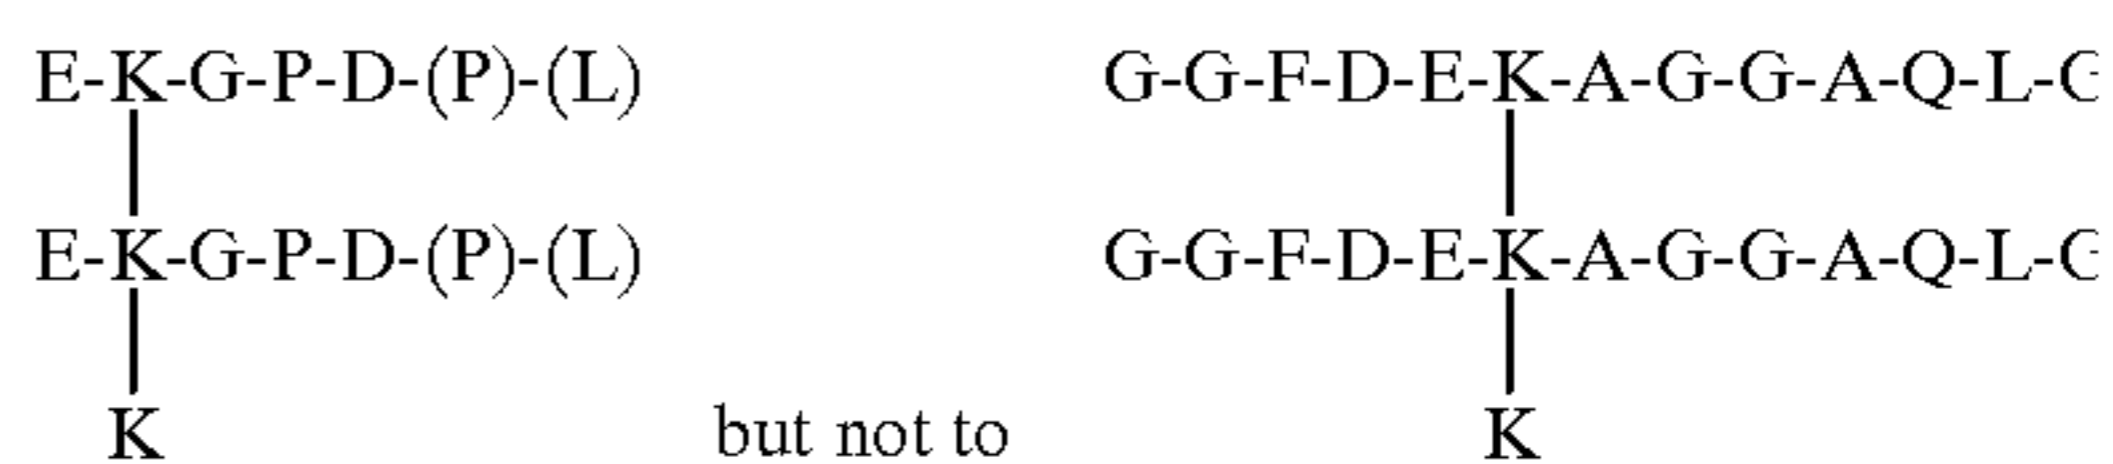 E-K-G-P-D-(P)-(L) G-G-F-D-E-K-A-G-G-A-Q-L-
E-K-G-P-D-(P)-(L) G-G-F-D-E-K-A-G-G-A-Q-L-
K but not to K